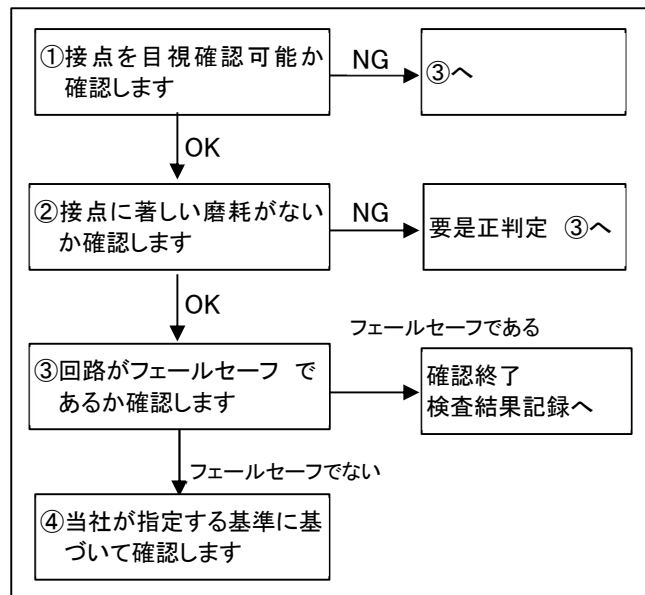 ①接点を目視確認可能か
確認します
NG
③へ
OK
②接点に著しい磨耗がない
か確認します
NG
要是正判定 ③へ
OK
フェールセーフである
③回路がフェールセーフ で
あるか確認します
確認終了
検査結果記録へ
フェールセーフでない
④当社が指定する基準に基
づいて確認します